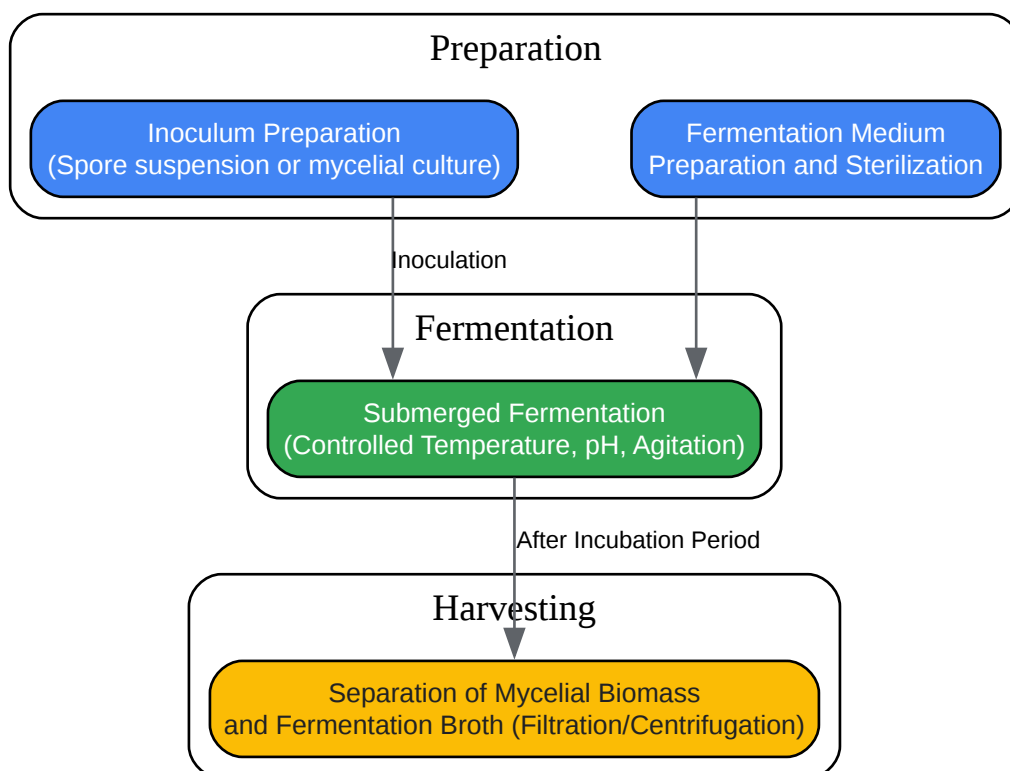 Preparation
Inoculum Preparation
(Spore suspension or mycelial culture)
Fermentation Medium
Preparation and Sterilization
Inoculation
Fermentation
Submerged Fermentation
(Controlled Temperature, pH, Agitation)
After Incubation Period
Harvesting
Separation of Mycelial Biomass
and Fermentation Broth (Filtration/Centrifugation)